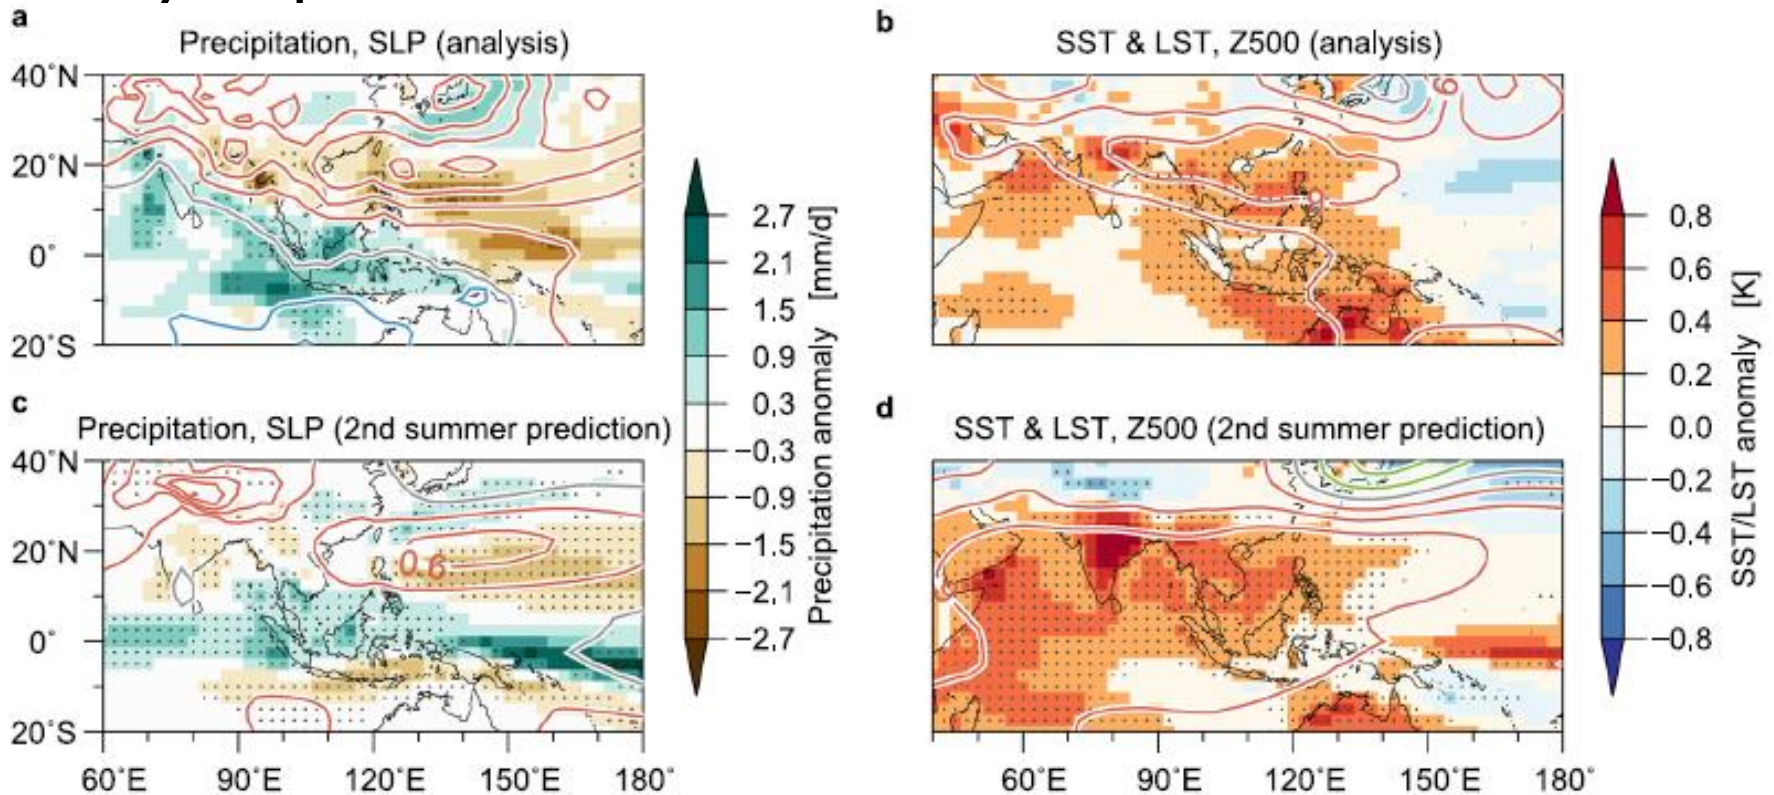 a
Precipitation, SLP (analysis)
40°N
20°N
0°
20°S
b
SST & LST, Z500 (analysis)
9
9
2.7
2.1
1.5
0.9
0.3
−0.3
−0.9
−1.5
−2.1
−2.7
Precipitation anomaly [mm/d]
0.8
0.6
0.4
0.2
0.0
−0.2
−0.4
−0.6
−0.8
SST/LST anomaly [K]
c
Precipitation, SLP (2nd summer prediction)
40°N
20°N
0°
20°S
0.6
60°E
90°E
120°E
150°E
180°
d
SST & LST, Z500 (2nd summer prediction)
60°E
90°E
120°E
150°E
180°